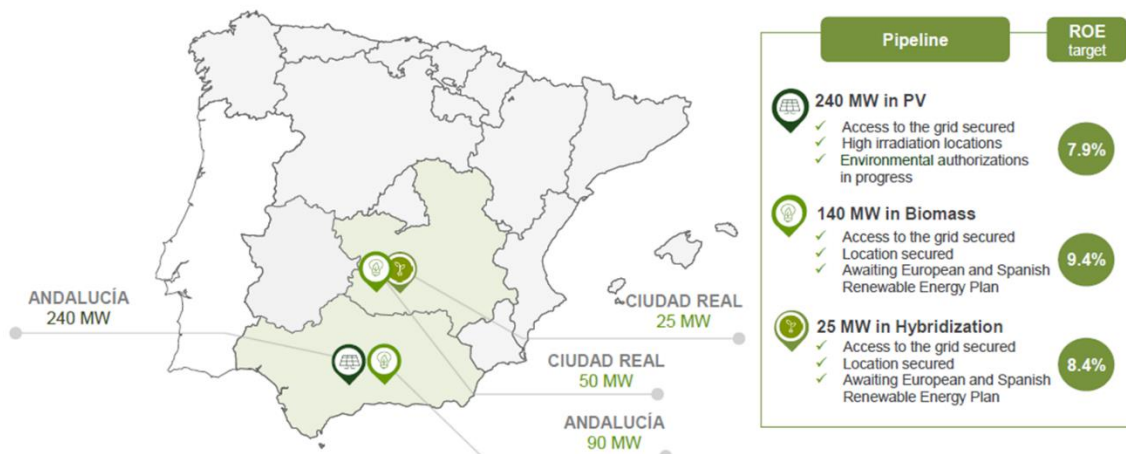 Pipeline
ROE
target
240 MW in PV
✓ Access to the grid secured
✓ High irradiation locations
✓ Environmental authorizations
in progress
7.9%
140 MW in Biomass
✓ Access to the grid secured
✓ Location secured
✓ Awaiting European and Spanish
Renewable Energy Plan
9.4%
25 MW in Hybridization
✓ Access to the grid secured
✓ Location secured
✓ Awaiting European and Spanish
Renewable Energy Plan
8.4%
ANDALUCÍA
240 MW
CIUDAD REAL
25 MW
CIUDAD REAL
50 MW
ANDALUCÍA
90 MW